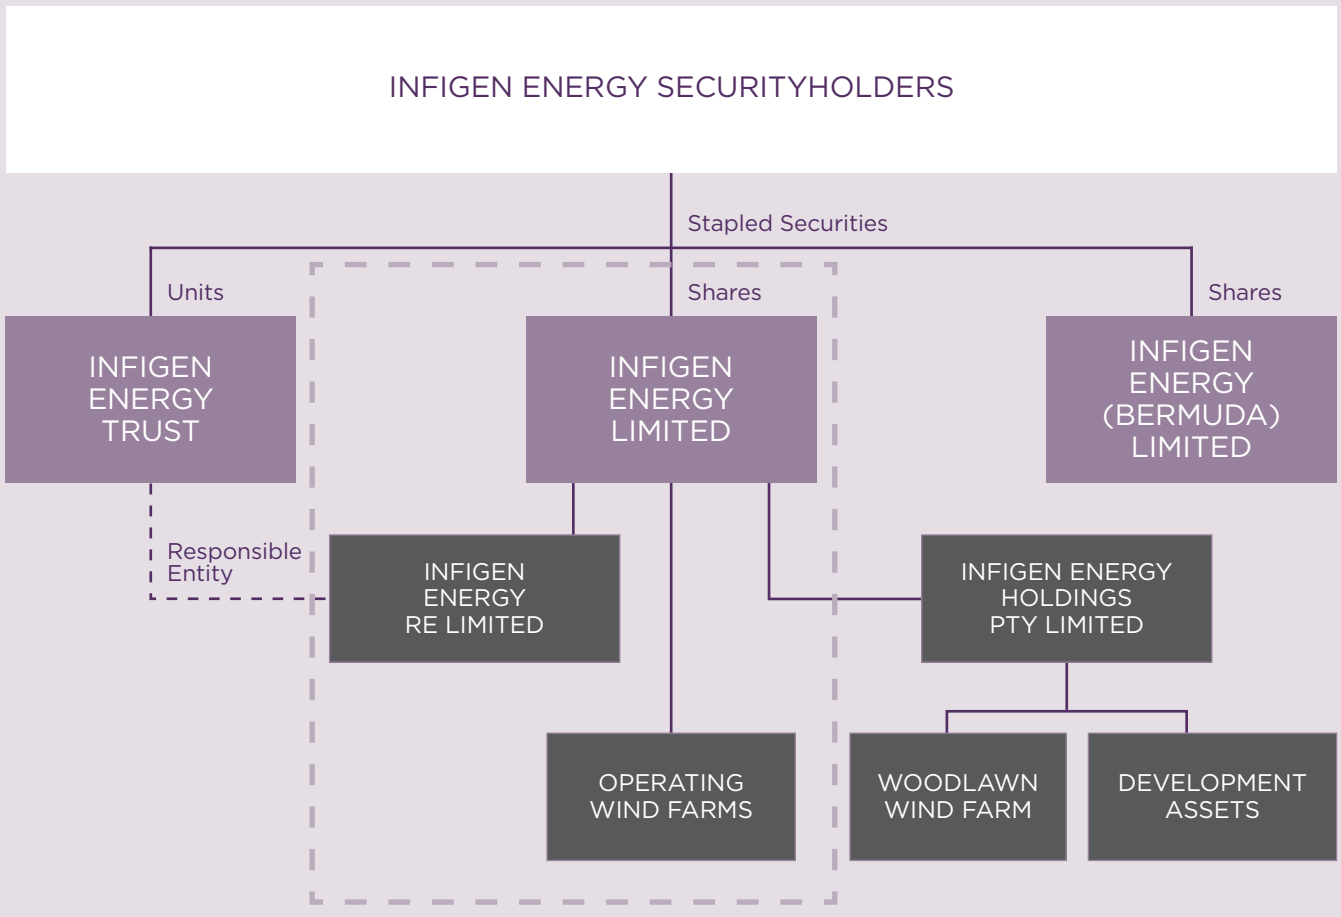 INFIGEN ENERGY SECURITYHOLDERS
Stapled Securities
Units
Shares
Shares
INFIGEN
ENERGY
TRUST
INFIGEN
ENERGY
LIMITED
INFIGEN
ENERGY
(BERMUDA)
LIMITED
Responsible
Entity
INFIGEN
ENERGY
RE LIMITED
INFIGEN ENERGY
HOLDINGS
PTY LIMITED
OPERATING
WIND FARMS
WOODLAWN
WIND FARM
DEVELOPMENT
ASSETS